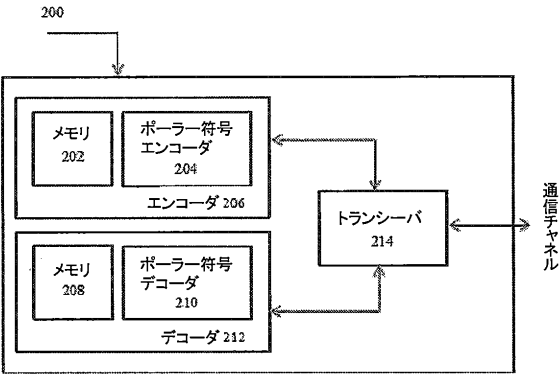 200
メモリ
202
ポーラー符号
エンコーダ
204
エンコーダ 206
トランシーバ
214
通信チャネル
メモリ
208
ポーラー符号
デコーダ
210
デコーダ 212